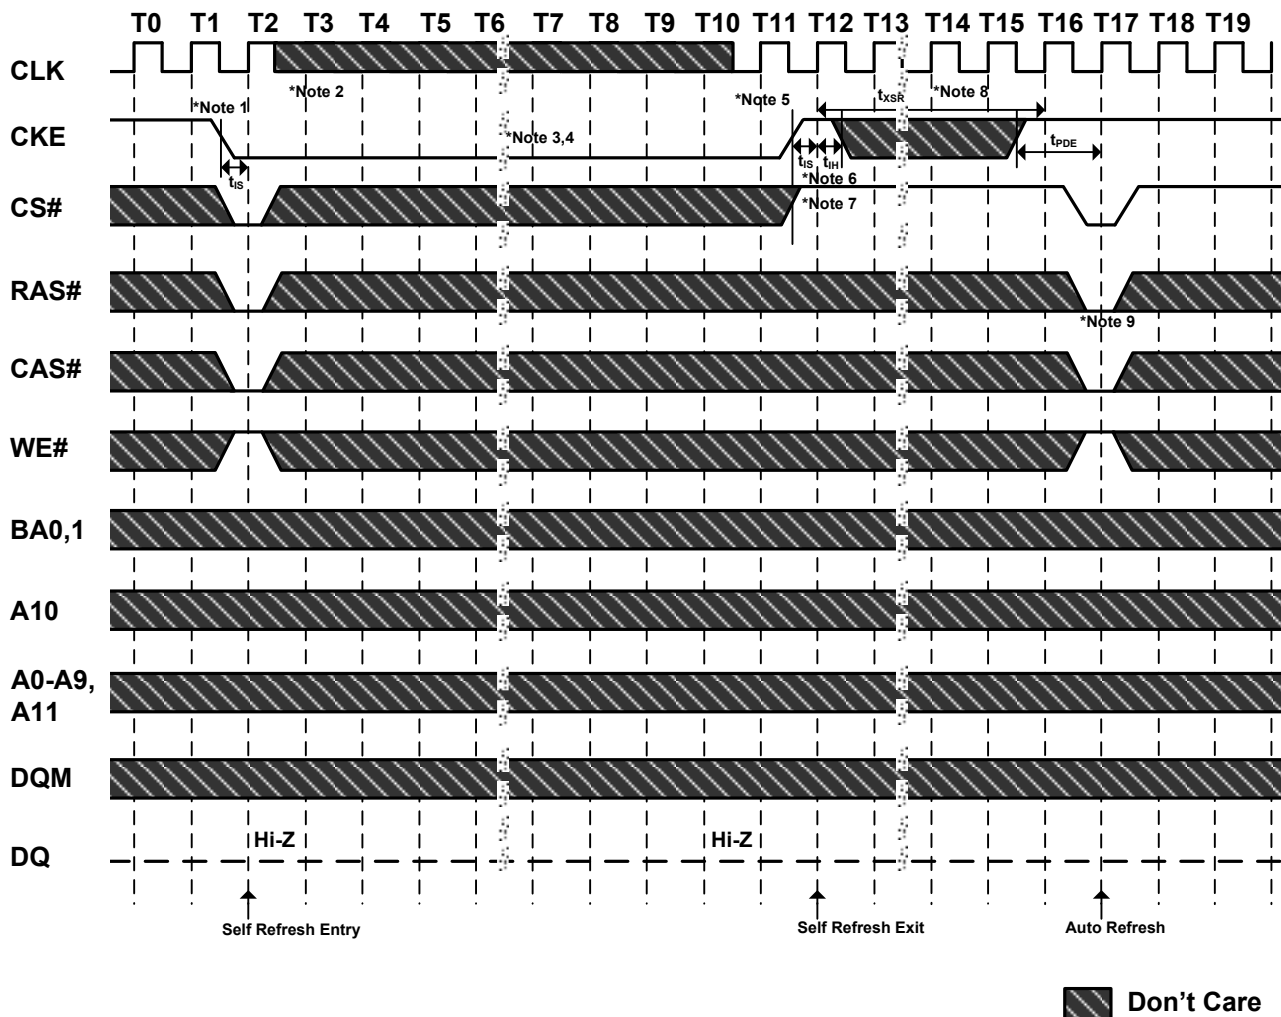 T0 T1 T2 T3 T4 T5 T6 T7 T8 T9 T10 T11 T12 T13 T14 T15 T16 T17 T18 T19
CLK
*Note 1 *Note 2 *Note 5 tXSR *Note 8
CKE *Note 3,4 tPDE
tIS tIS tIH
*Note 6
CS# *Note 7
RAS#
*Note 9
CAS#
WE#
BA0,1
A10
A0-A9,
A11
DQM
Hi-Z Hi-Z
DQ
Self Refresh Entry Self Refresh Exit Auto Refresh
Don't Care